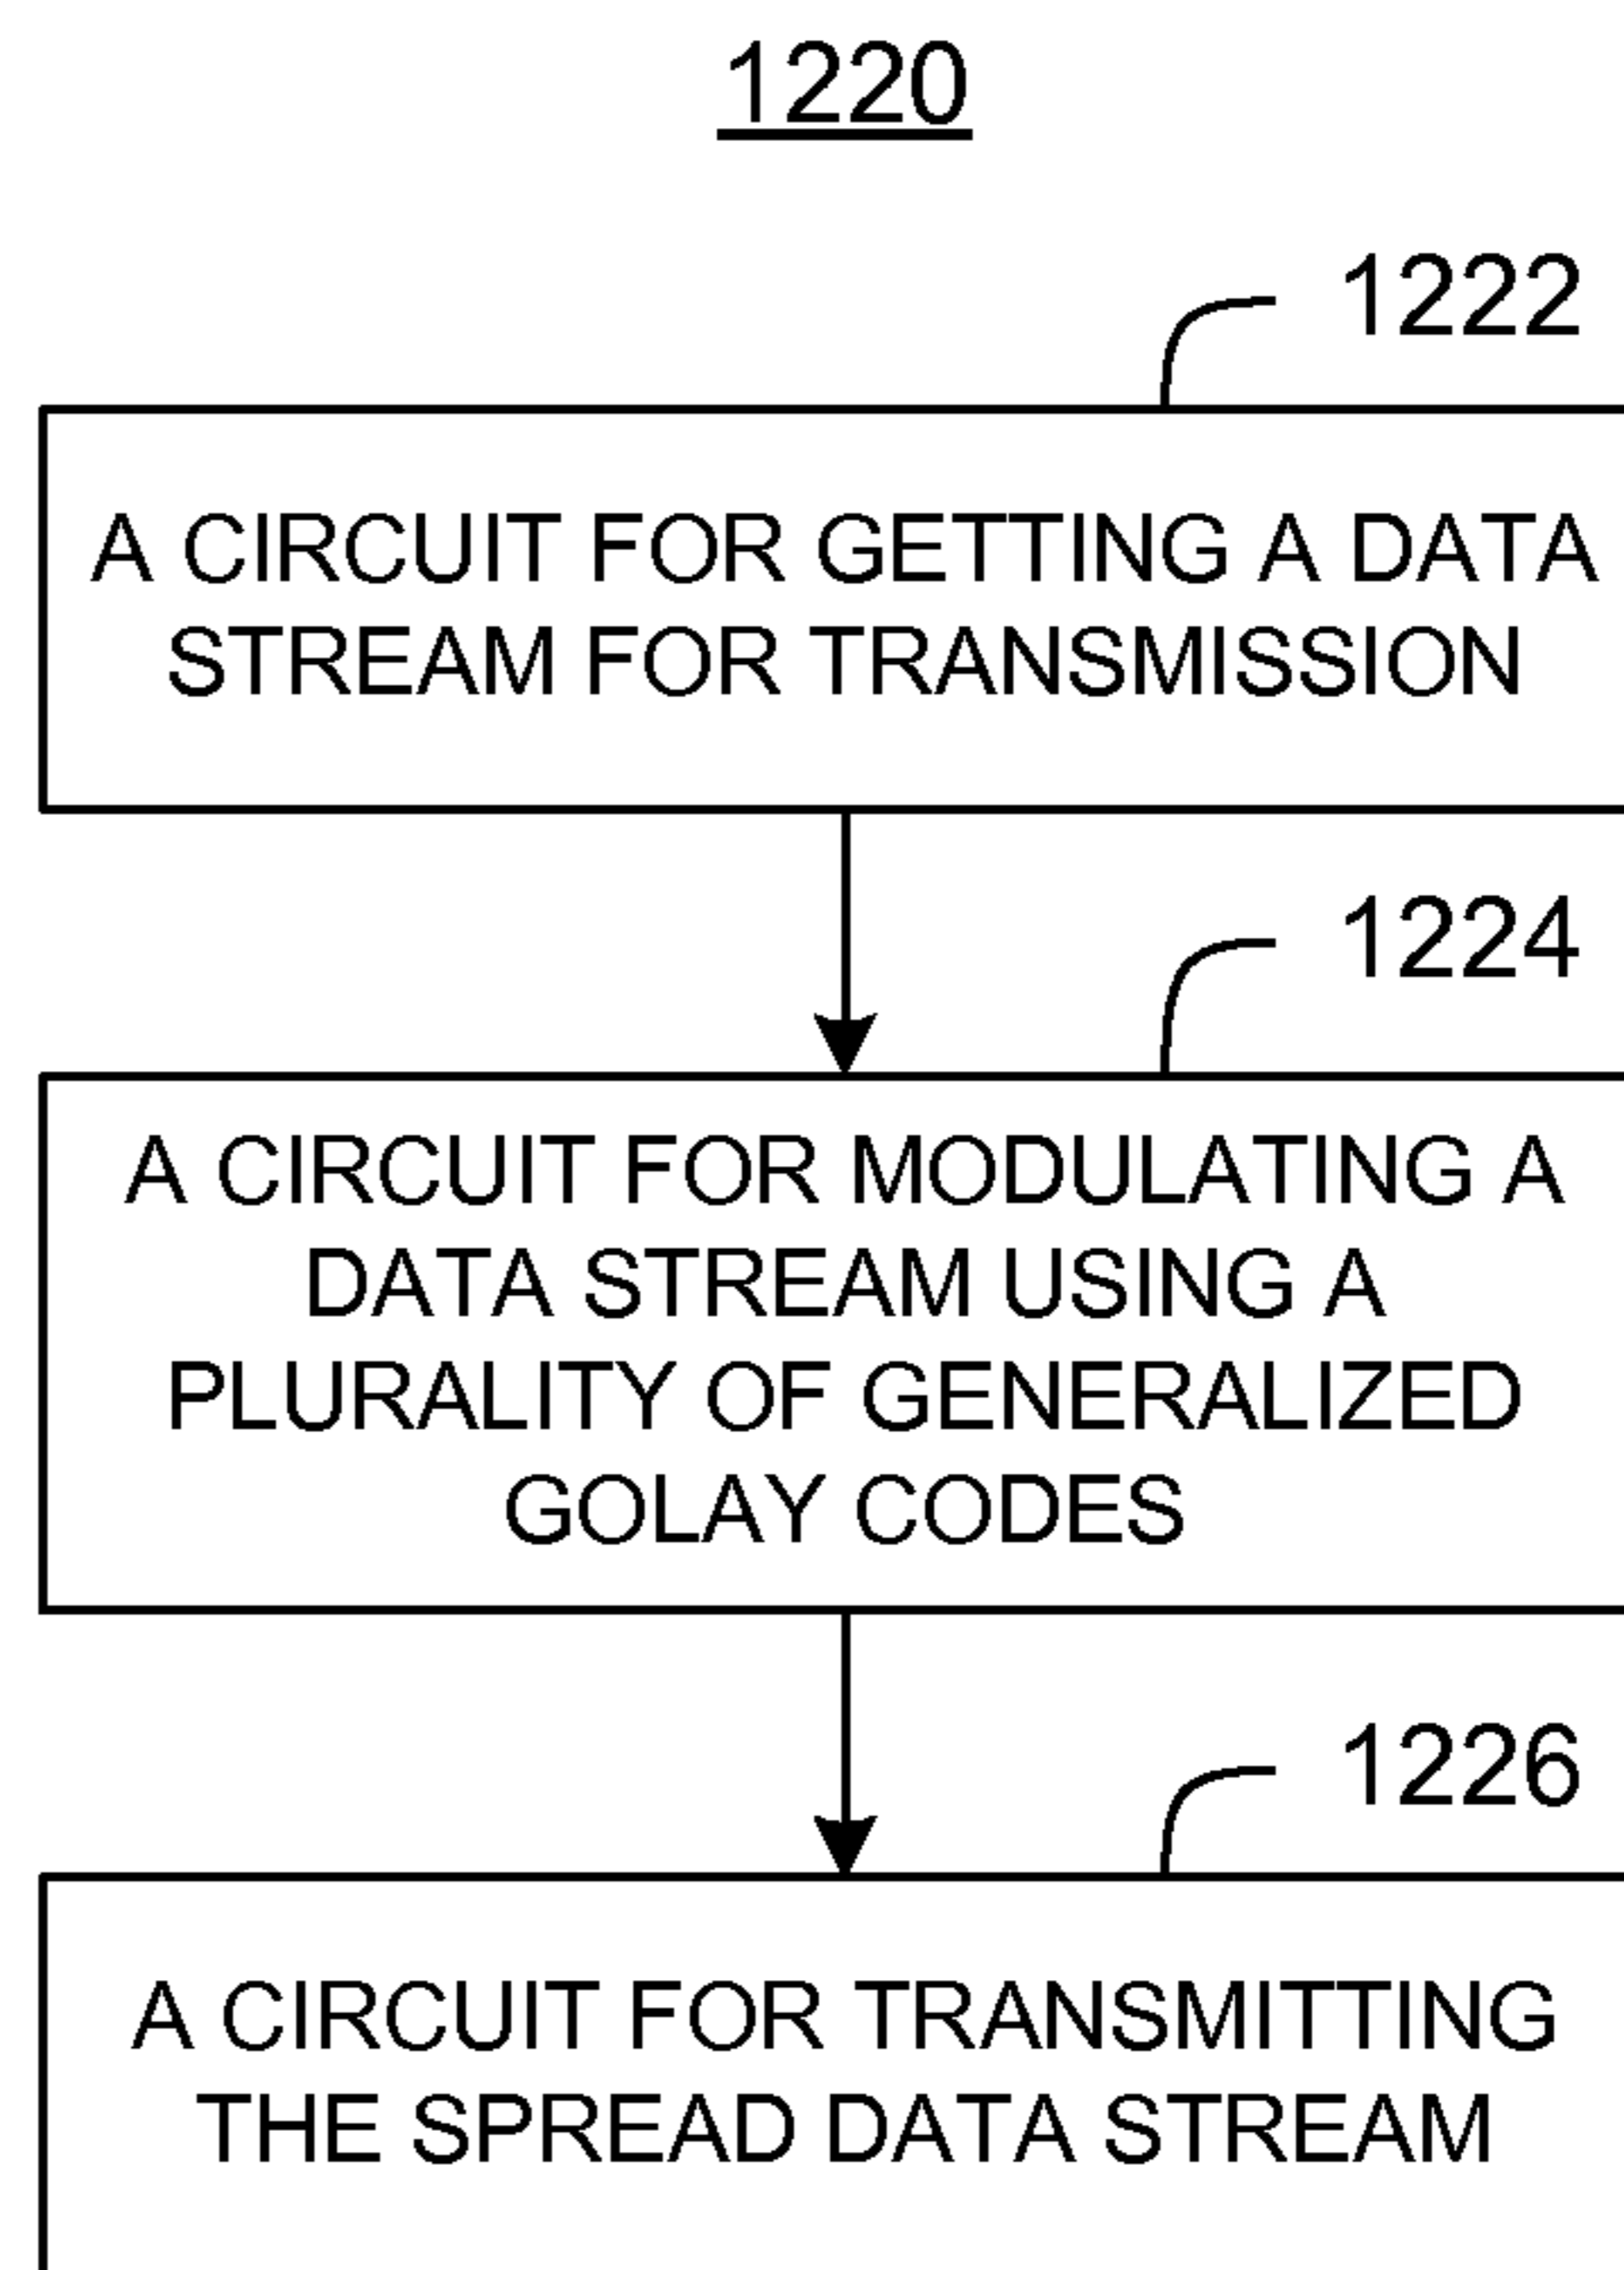 1220
1222
A CIRCUIT FOR GETTING A DATA
STREAM FOR TRANSMISSION
1224
A CIRCUIT FOR MODULATING A
DATA STREAM USING A
PLURALITY OF GENERALIZED
GOLAY CODES
1226
A CIRCUIT FOR TRANSMITTING
THE SPREAD DATA STREAM